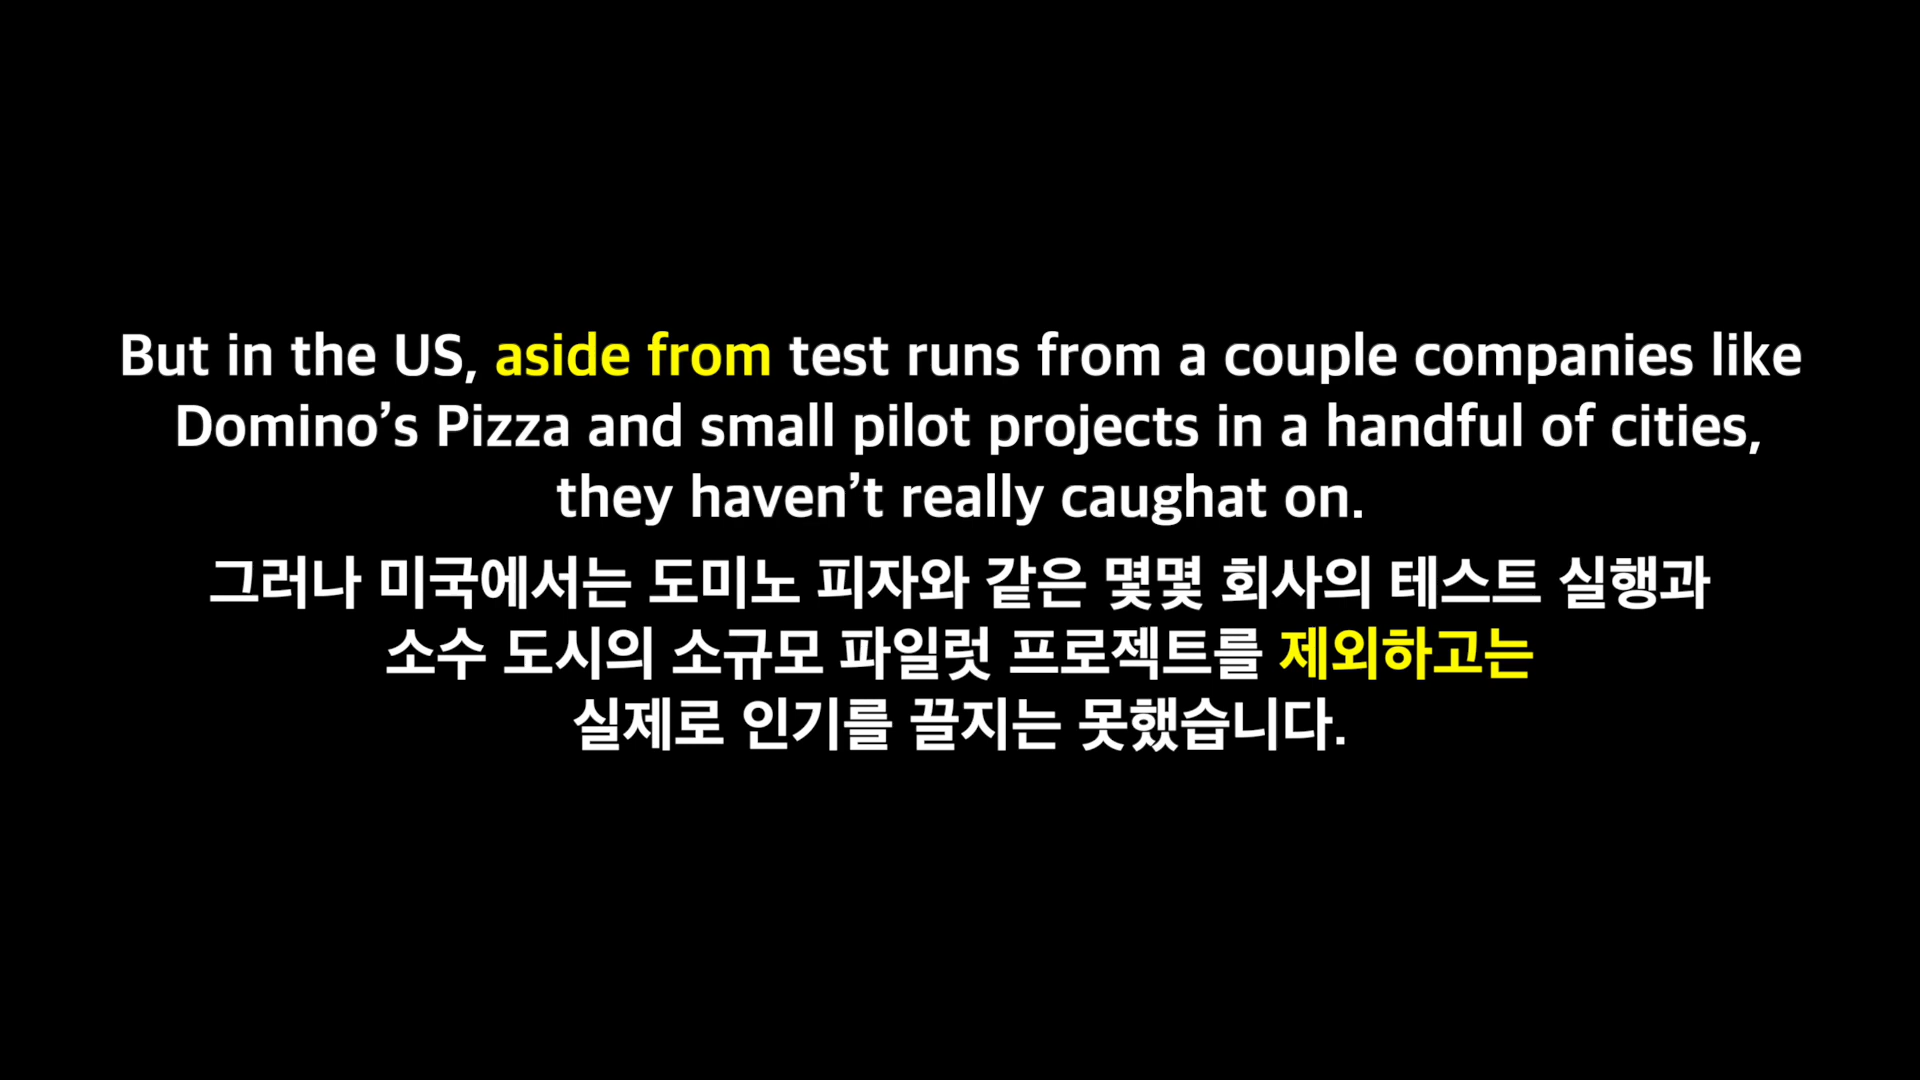 But in the US, aside from test runs from a couple companies like
Domino’s Pizza and small pilot projects in a handful of cities,
they haven’t really caughat on.
그러나 미국에서는 도미노 피자와 같은 몇몇 회사의 테스트 실행과
소수 도시의 소규모 파일럿 프로젝트를 제외하고는
실제로 인기를 끌지는 못했습니다.